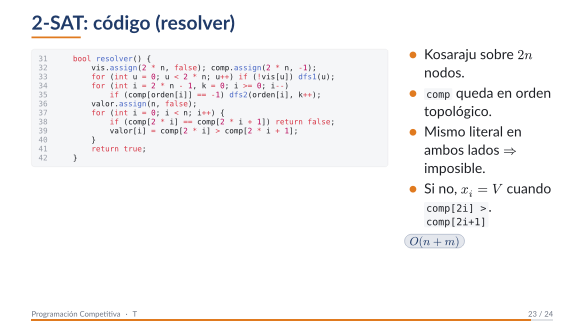 2-SAT: código (resolver)
31 bool resolver() {
32 vis.assign(2 * n, false); comp.assign(2 * n, -1);
33 for (int u = 0; u < 2 * n; u++) if (!vis[u]) dfs1(u);
34 for (int i = 2 * n - 1, k = 0; i >= 0; i--)
35 if (comp[orden[i]] == -1) dfs2(orden[i], k++);
36 valor.assign(n, false);
37 for (int i = 0; i < n; i++) {
38 if (comp[2 * i] == comp[2 * i + 1]) return false;
39 valor[i] = comp[2 * i] > comp[2 * i + 1];
40 }
41 return true;
42 }
Kosaraju sobre 2n
nodos.
comp queda en orden
topológico.
Mismo literal en
ambos lados ⇒
imposible.
Si no, x_i = V cuando
comp[2i] >.
comp[2i+1]
O(n + m)
Programación Competitiva · T
23 / 24